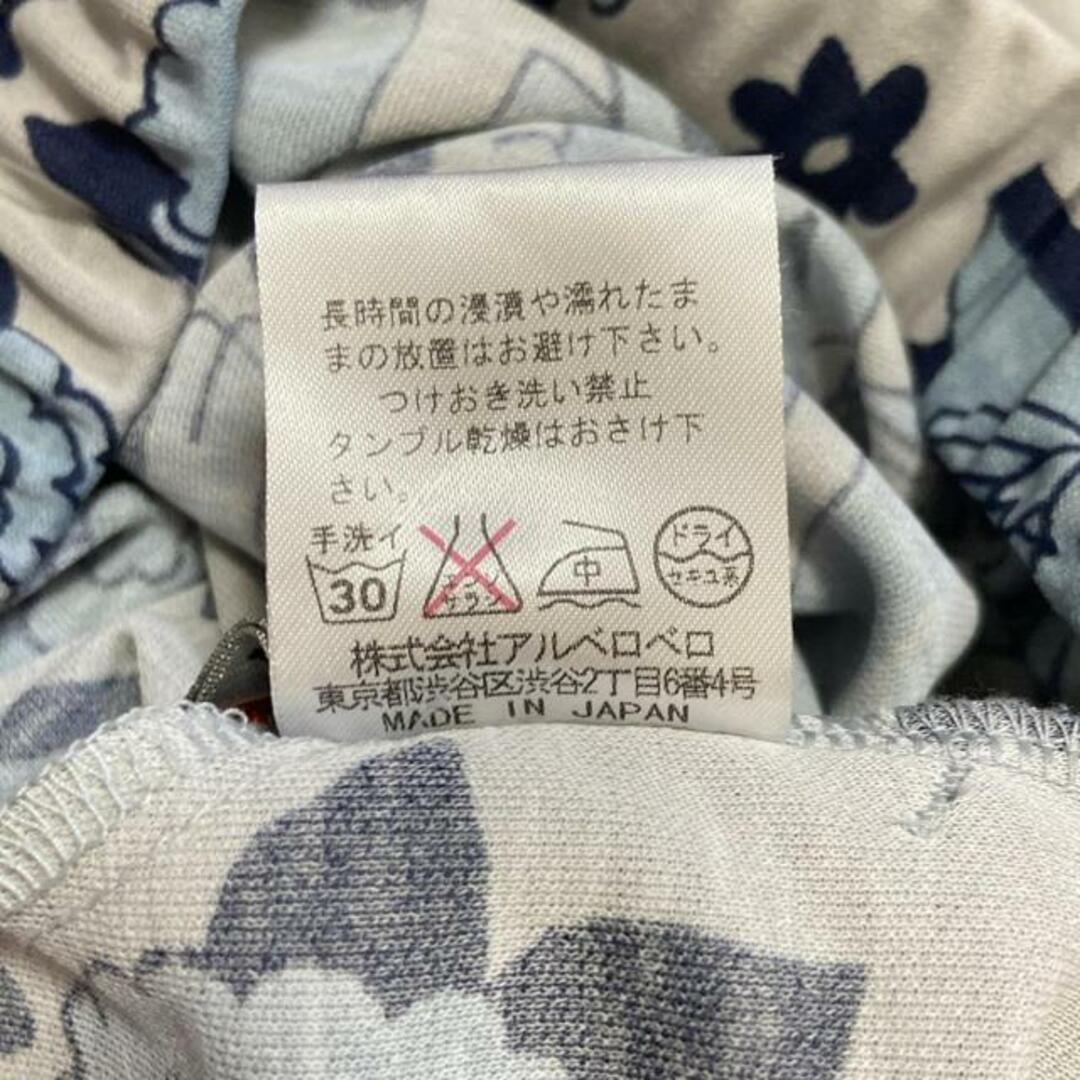 長時間の浸漬や濡れたま
まの放置はお避け下さい。
つけおき洗い禁止
タンブル乾燥はおさけ下
さい。
手洗イ
30
エンソ
サラシ
中
ドライ
セキユ系
株式会社アルベロベロ
東京都渋谷区渋谷2丁目6番4号
MADE IN JAPAN